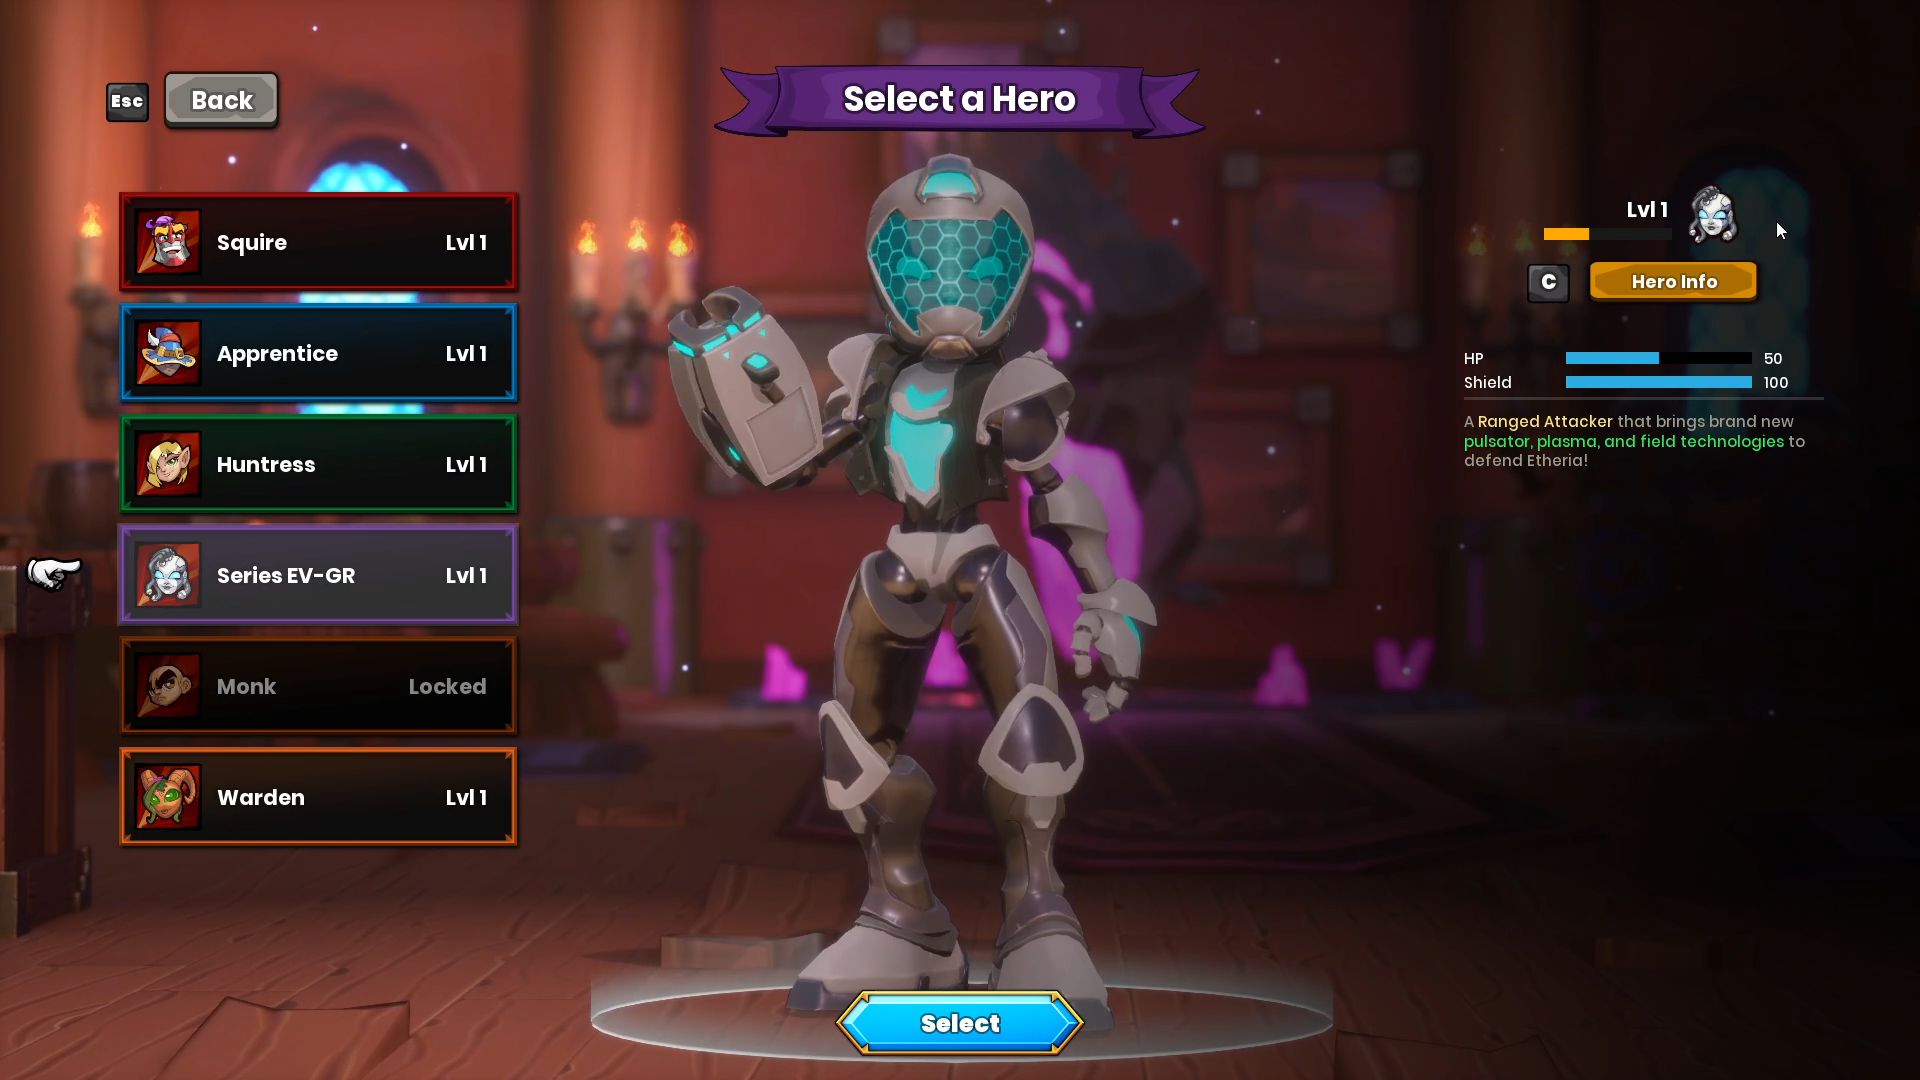 Esc
Back
Select a Hero
Squire
Lvl 1
Apprentice
Lvl 1
Huntress
Lvl 1
Series EV-GR
Lvl 1
Monk
Locked
Warden
Lvl 1
Lvl 1
C
Hero Info
HP
50
Shield
100
A Ranged Attacker that brings brand new
pulsator, plasma, and field technologies to
defend Etheria!
Select